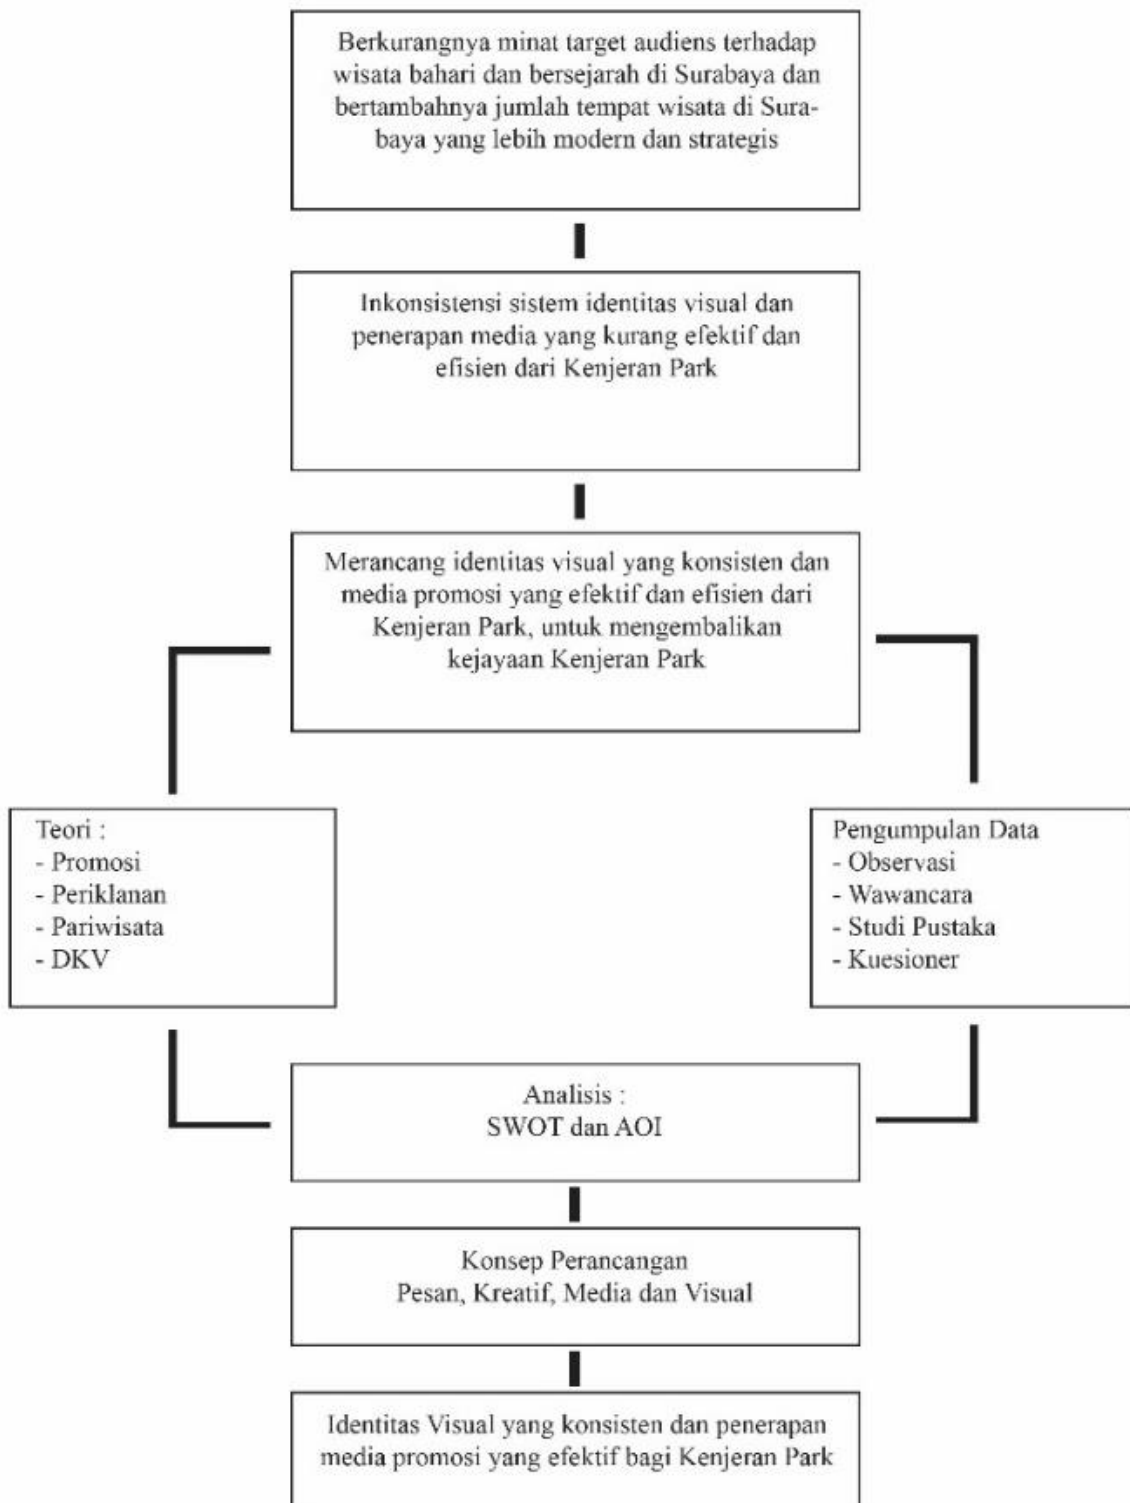 Berkurangnya minat target audiens terhadap
wisata bahari dan bersejarah di Surabaya dan
bertambahnya jumlah tempat wisata di Sura-
baya yang lebih modern dan strategis
Inkonsistensi sistem identitas visual dan
penerapan media yang kurang efektif dan
efisien dari Kenjeran Park
Merancang identitas visual yang konsisten dan
media promosi yang efektif dan efisien dari
Kenjeran Park, untuk mengembalikan
kejayaan Kenjeran Park
Teori :
- Promosi
- Periklanan
- Pariwisata
- DKV
Pengumpulan Data
- Observasi
- Wawancara
- Studi Pustaka
- Kuesioner
Analisis :
SWOT dan AOI
Konsep Perancangan
Pesan, Kreatif, Media dan Visual
Identitas Visual yang konsisten dan penerapan
media promosi yang efektif bagi Kenjeran Park